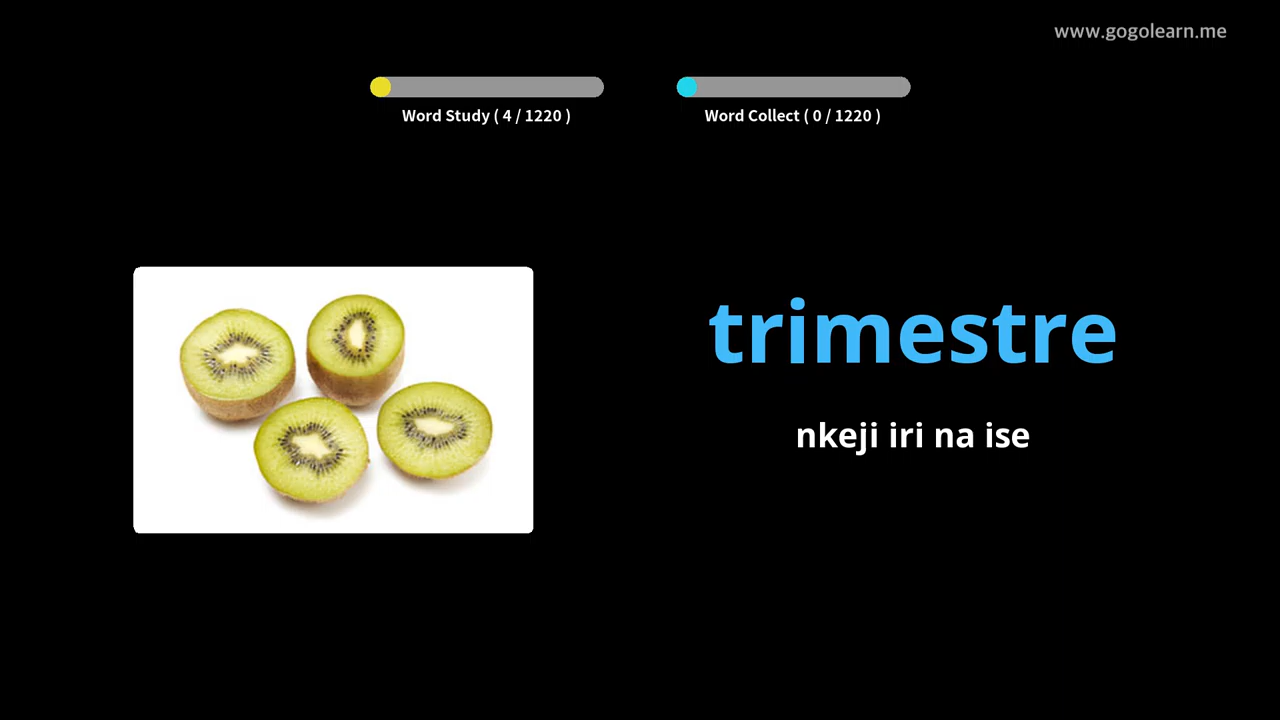 www.gogolearn.me
Word Study ( 4 / 1220 )
Word Collect ( 0 / 1220 )
trimestre
nkeji iri na ise